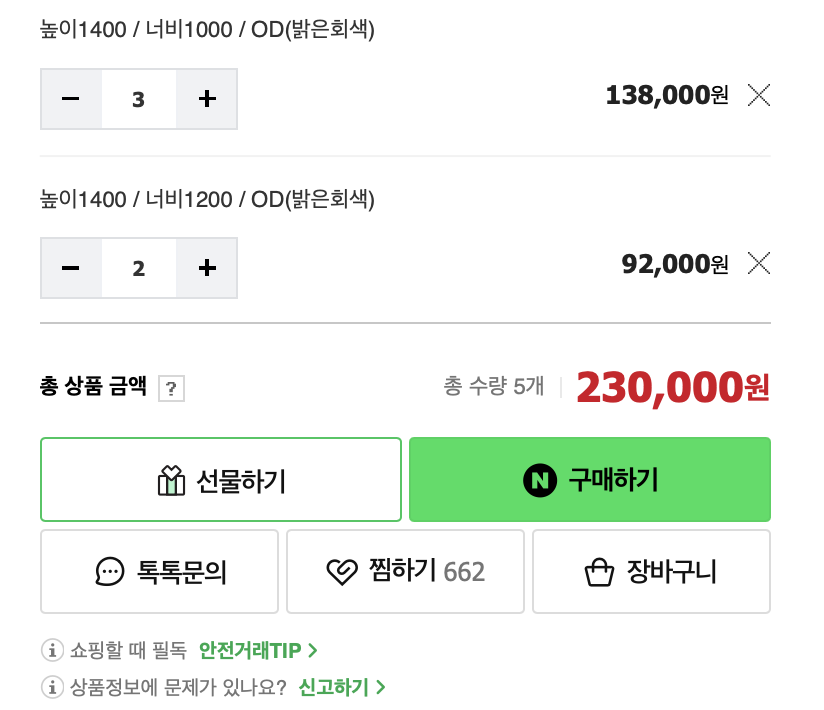 높이1400 / 너비1000 / OD(밝은회색)
− 3 + 138,000원 ×
높이1400 / 너비1200 / OD(밝은회색)
− 2 + 92,000원 ×
총 상품 금액 ? 총 수량 5개 230,000원
선물하기 N 구매하기
톡톡문의 찜하기 662 장바구니
i 쇼핑할 때 필독 안전거래TIP >
i 상품정보에 문제가 있나요? 신고하기 >